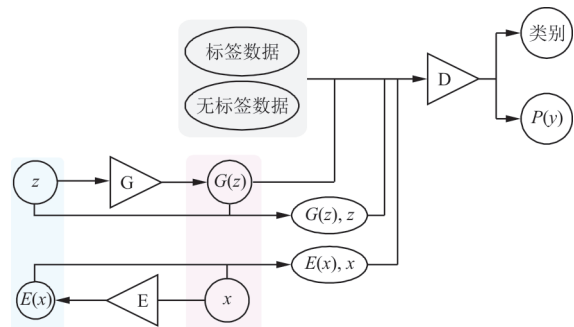 标签数据
无标签数据
类别
D
P(y)
z
G
G(z)
G(z), z
E(x), x
E(x)
E
x